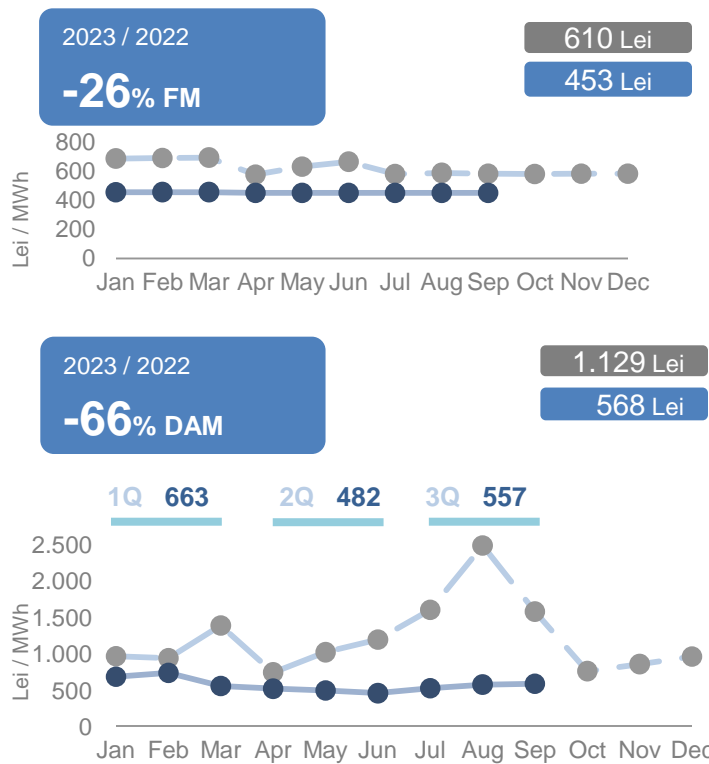 2023 / 2022
-26% FM
610 Lei
453 Lei
Lei / MWh
800
600
400
200
0
Jan Feb Mar Apr May Jun Jul Aug Sep Oct Nov Dec
2023 / 2022
-66% DAM
1.129 Lei
568 Lei
1Q 663 2Q 482 3Q 557
Lei / MWh
2.500
2.000
1.500
1.000
500
0
Jan Feb Mar Apr May Jun Jul Aug Sep Oct Nov Dec